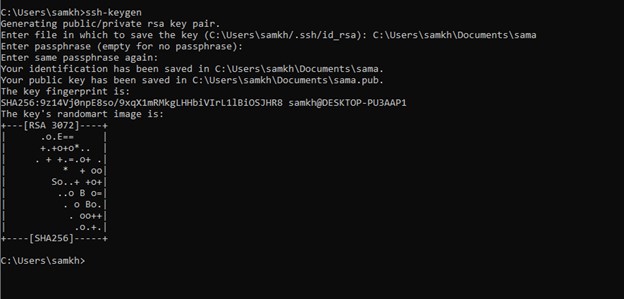 C:\Users\samkh>ssh-keygen
Generating public/private rsa key pair.
Enter file in which to save the key (C:\Users\samkh/.ssh/id_rsa): C:\Users\samkh\Documents\sama
Enter passphrase (empty for no passphrase):
Enter same passphrase again:
Your identification has been saved in C:\Users\samkh\Documents\sama.
Your public key has been saved in C:\Users\samkh\Documents\sama.pub.
The key fingerprint is:
SHA256:9z14Vj0npE8so/9xqX1mRMkgLHHbiVIrL1lBiOSJHR8 samkh@DESKTOP-PU3AAP1
The key's randomart image is:
+---[RSA 3072]----+
|      .o.E==     |
|      +.+o+o*..  |
|     . + +.=.o+ .|
|         *  + oo|
|       So..+ +o+|
|        ..o B o=|
|         . o Bo.|
|          . oo++|
|           .o.+.|
+----[SHA256]-----+
C:\Users\samkh>